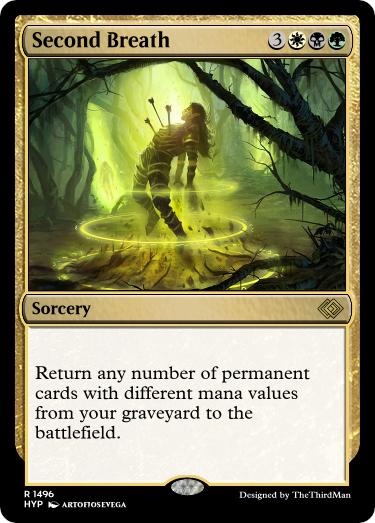 Second Breath 3
Sorcery
Return any number of permanent
cards with different mana values
from your graveyard to the
battlefield.
R 1496
HYP ARTOFJOSEVEGA
Designed by TheThirdMan